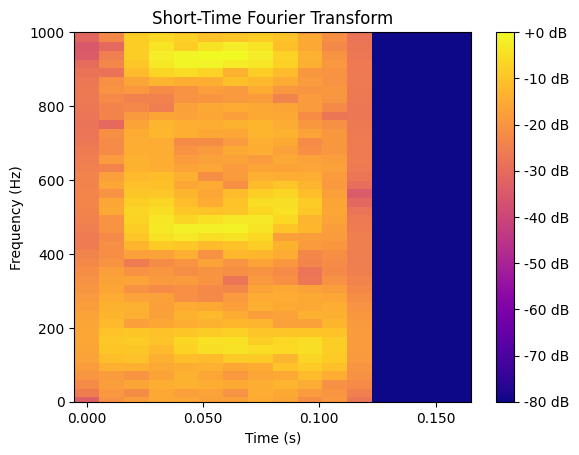 Short-Time Fourier Transform
1000
800
600
400
200
0
Frequency (Hz)
0.000
0.050
0.100
0.150
Time (s)
+0 dB
-10 dB
-20 dB
-30 dB
-40 dB
-50 dB
-60 dB
-70 dB
-80 dB